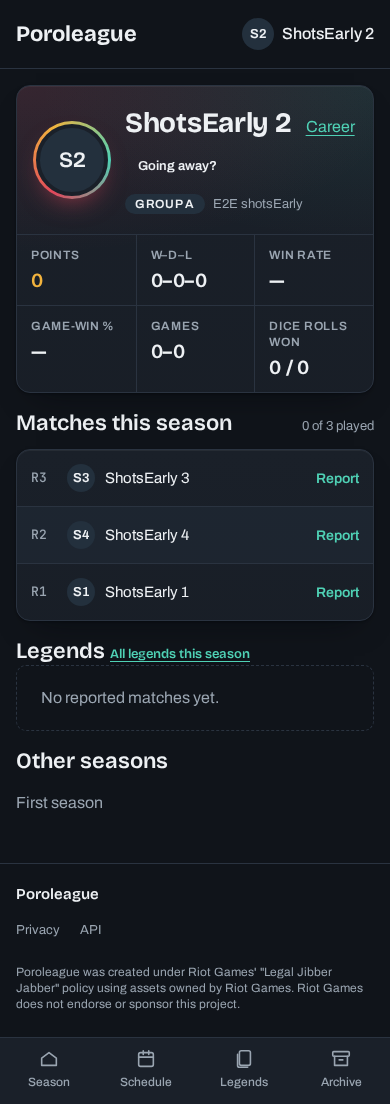 Poroleague
S2 ShotsEarly 2
S2
ShotsEarly 2 Career
Going away?
GROUP A E2E shotsEarly
POINTS W–D–L WIN RATE
0 0–0–0 —
GAME-WIN % GAMES DICE ROLLS WON
— 0–0 0 / 0
Matches this season 0 of 3 played
R3 S3 ShotsEarly 3 Report
R2 S4 ShotsEarly 4 Report
R1 S1 ShotsEarly 1 Report
Legends All legends this season
No reported matches yet.
Other seasons
First season
Poroleague
Privacy API
Poroleague was created under Riot Games' "Legal Jibber
Jabber" policy using assets owned by Riot Games. Riot Games
does not endorse or sponsor this project.
Season Schedule Legends Archive